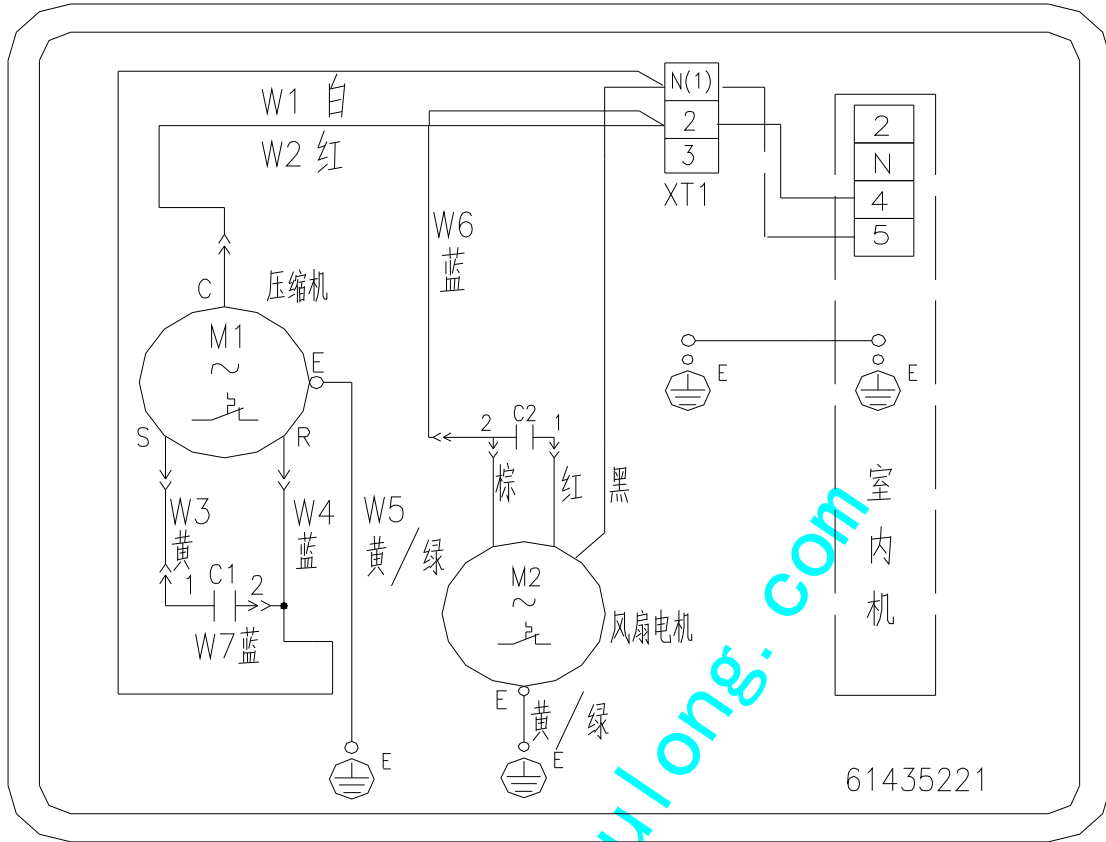 N(1)
W1 白
2
2
W2 红
3
N
XT1
4
W6
蓝
5
C
压缩机
M1
~
E
E
E
S
R
2
C2
1
棕
红
黑
室
内
机
W3
黄
W4
蓝
W5
黄/绿
1
C1
2
W7蓝
M2
~
风扇电机
E
黄/绿
E
E
61435221
ulong.com